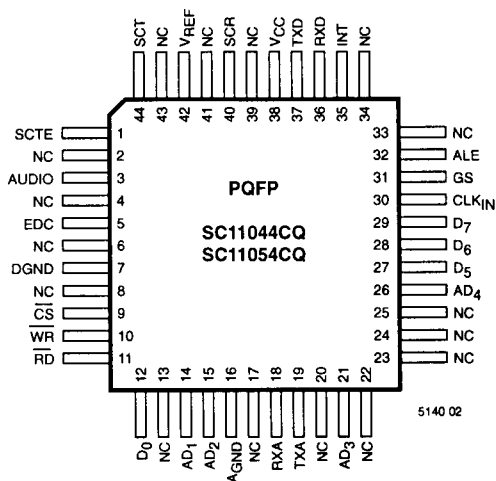 SCT
NC
VREF
NC
SCR
NC
VCC
TXD
RXD
INT
NC
44
43
42
41
40
39
38
37
36
35
34
SCTE 1
NC 2
AUDIO 3
NC 4
EDC 5
NC 6
DGND 7
NC 8
CS 9
WR 10
RD 11
PQFP
SC11044CQ
SC11054CQ
33 NC
32 ALE
31 GS
30 CLKIN
29 D7
28 D6
27 D5
26 AD4
25 NC
24 NC
23 NC
12
13
14
15
16
17
18
19
20
21
22
D0
NC
AD1
AD2
AGND
NC
RXA
TXA
NC
AD3
NC
5140 02